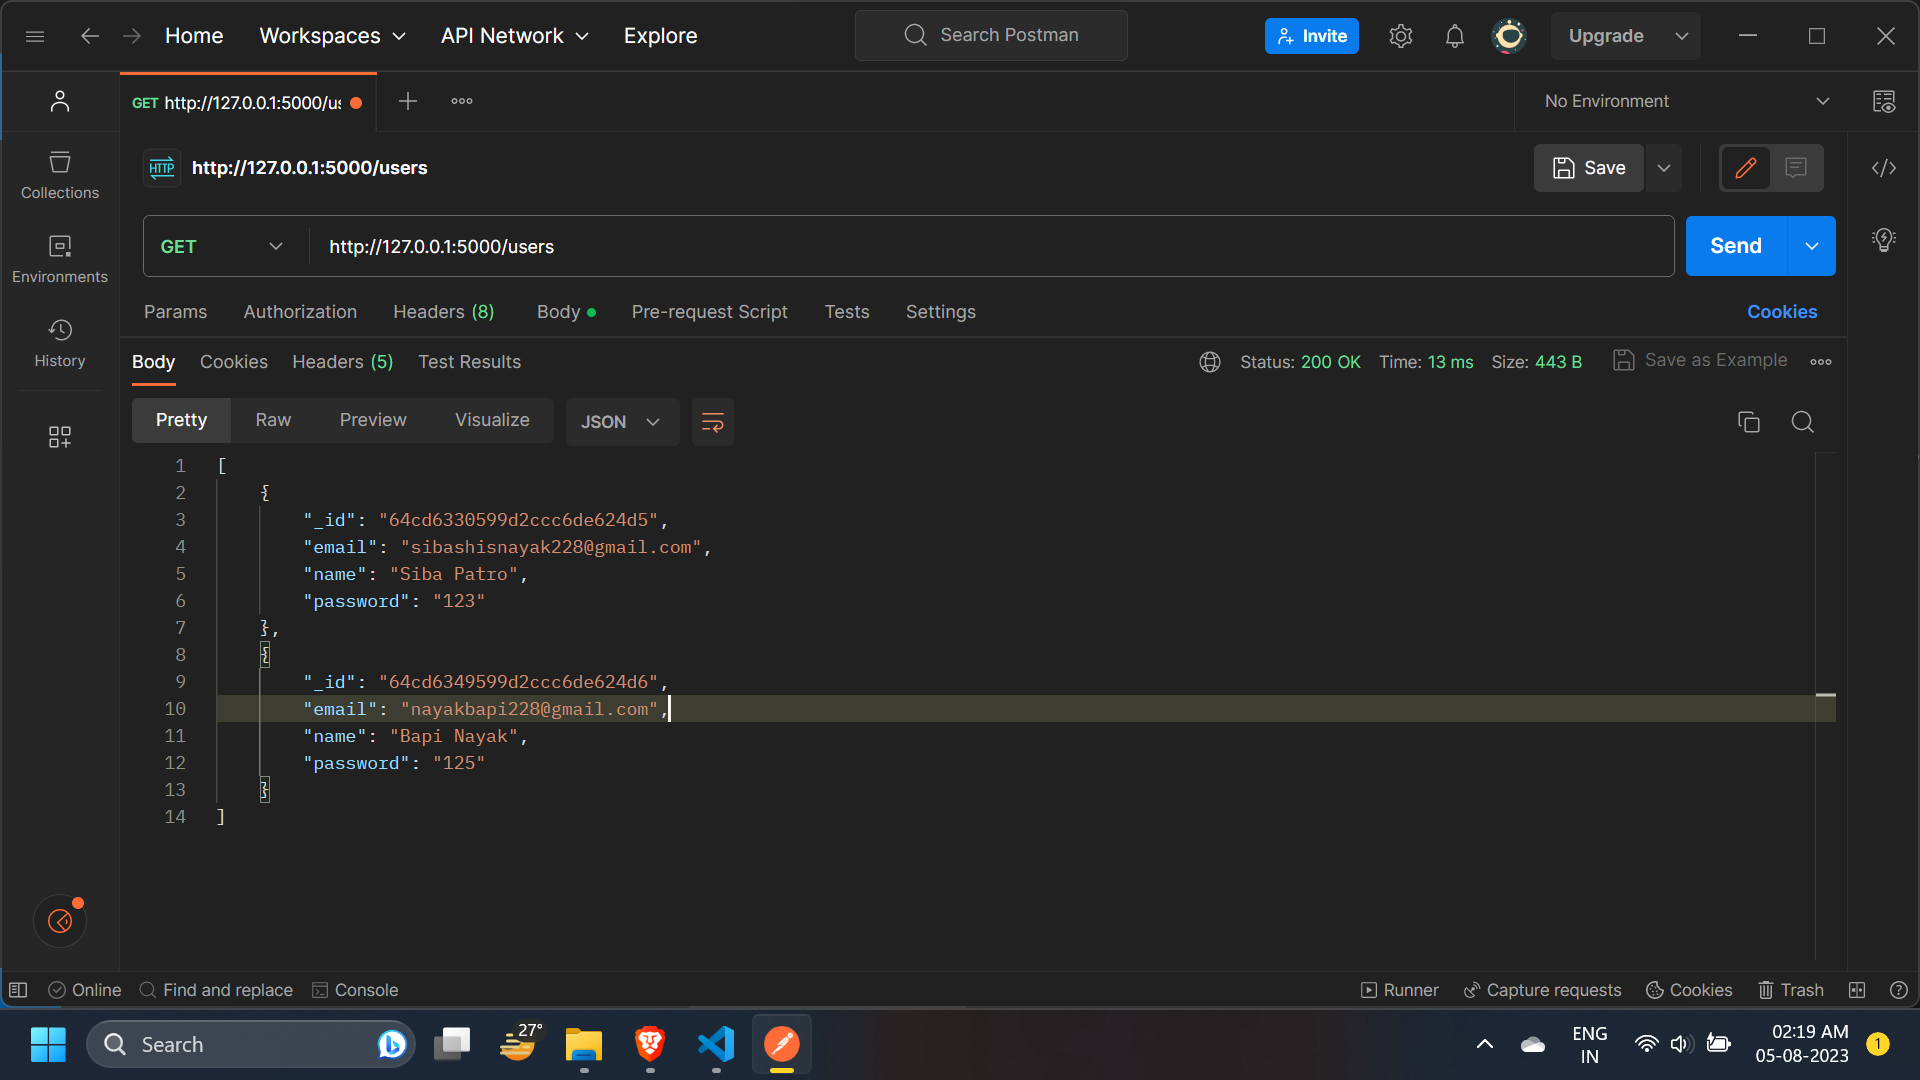 Home Workspaces API Network Explore Search Postman Invite Upgrade
GET http://127.0.0.1:5000/us No Environment
HTTP http://127.0.0.1:5000/users Save
GET http://127.0.0.1:5000/users Send
Params Authorization Headers (8) Body Pre-request Script Tests Settings Cookies
Body Cookies Headers (5) Test Results Status: 200 OK Time: 13 ms Size: 443 B Save as Example
Pretty Raw Preview Visualize JSON
Collections
Environments
History
1 [
2 {
3 "_id": "64cd6330599d2ccc6de624d5",
4 "email": "sibashisnayak228@gmail.com",
5 "name": "Siba Patro",
6 "password": "123"
7 },
8 {
9 "_id": "64cd6349599d2ccc6de624d6",
10 "email": "nayakbapi228@gmail.com",
11 "name": "Bapi Nayak",
12 "password": "125"
13 }
14 ]
Online Find and replace Console Runner Capture requests Cookies Trash
Search 27° ENG 02:19 AM
IN 05-08-2023 1